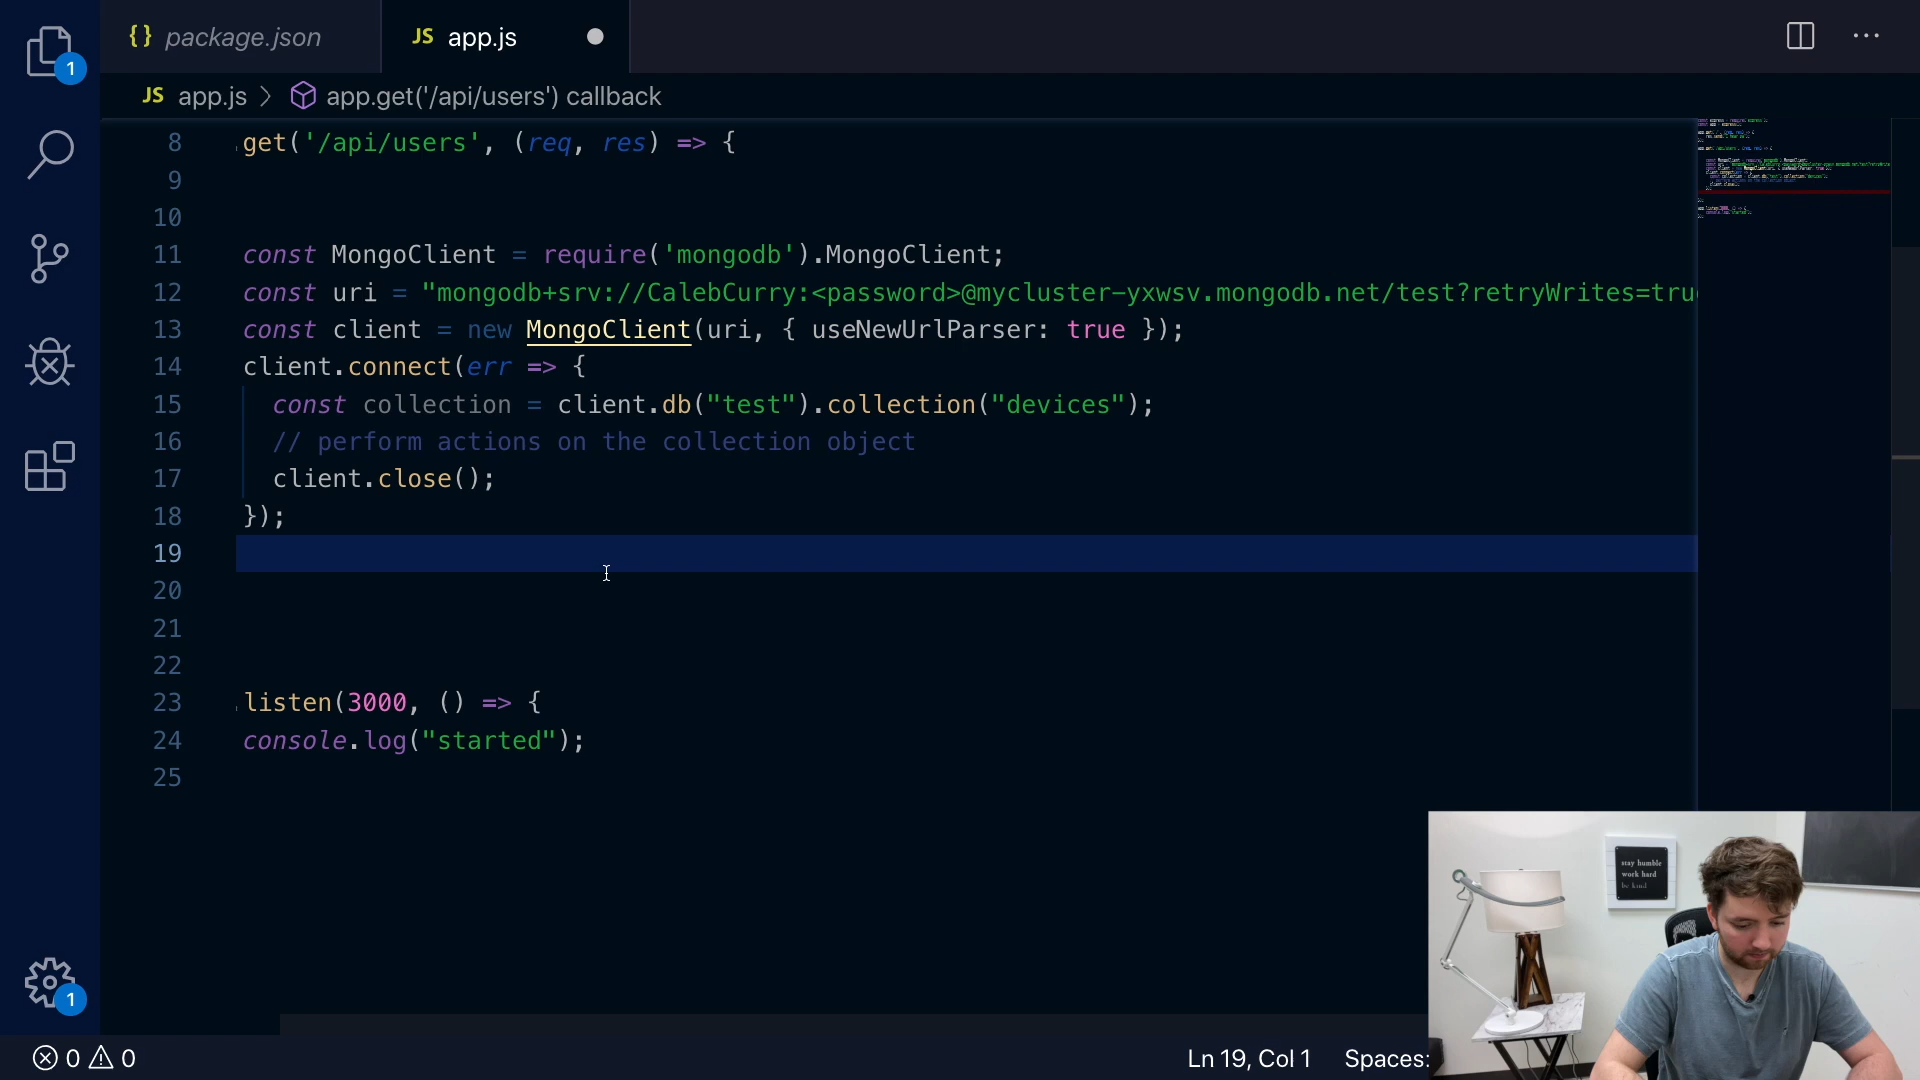 {} package.json
JS app.js
1
JS app.js > app.get('/api/users') callback
8 get('/api/users', (req, res) => {
9
10
11 const MongoClient = require('mongodb').MongoClient;
12 const uri = "mongodb+srv://CalebCurry:<password>@mycluster-yxwsv.mongodb.net/test?retryWrites=tru
13 const client = new MongoClient(uri, { useNewUrlParser: true });
14 client.connect(err => {
15 const collection = client.db("test").collection("devices");
16 // perform actions on the collection object
17 client.close();
18 });
19
20
21
22
23 listen(3000, () => {
24 console.log("started");
25
stay humble
work hard
be kind
1
0 0
Ln 19, Col 1 Spaces: